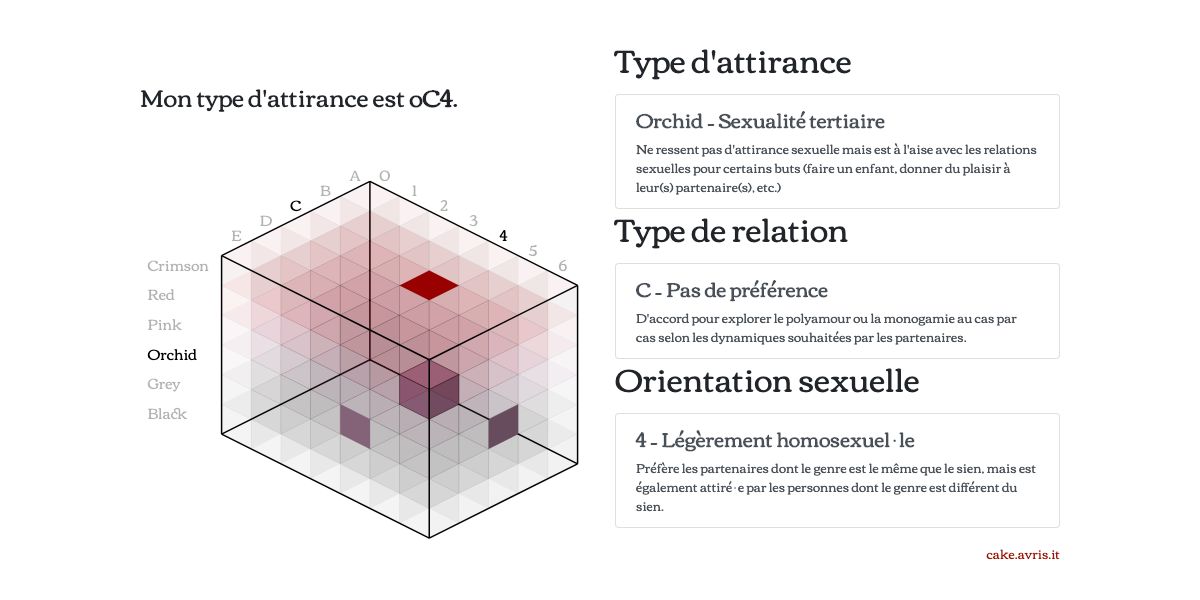 Mon type d'attirance est oC4.
A
B
C
D
E
0
1
2
3
4
5
6
Crimson
Red
Pink
Orchid
Grey
Black
Type d'attirance
Orchid - Sexualité tertiaire
Ne ressent pas d'attirance sexuelle mais est à l'aise avec les relations
sexuelles pour certains buts (faire un enfant, donner du plaisir à
leur(s) partenaire(s), etc.)
Type de relation
C - Pas de préférence
D'accord pour explorer le polyamour ou la monogamie au cas par
cas selon les dynamiques souhaitées par les partenaires.
Orientation sexuelle
4 - Légèrement homosexuel·le
Préfère les partenaires dont le genre est le même que le sien, mais est
également attiré·e par les personnes dont le genre est différent du
sien.
cake.avris.it